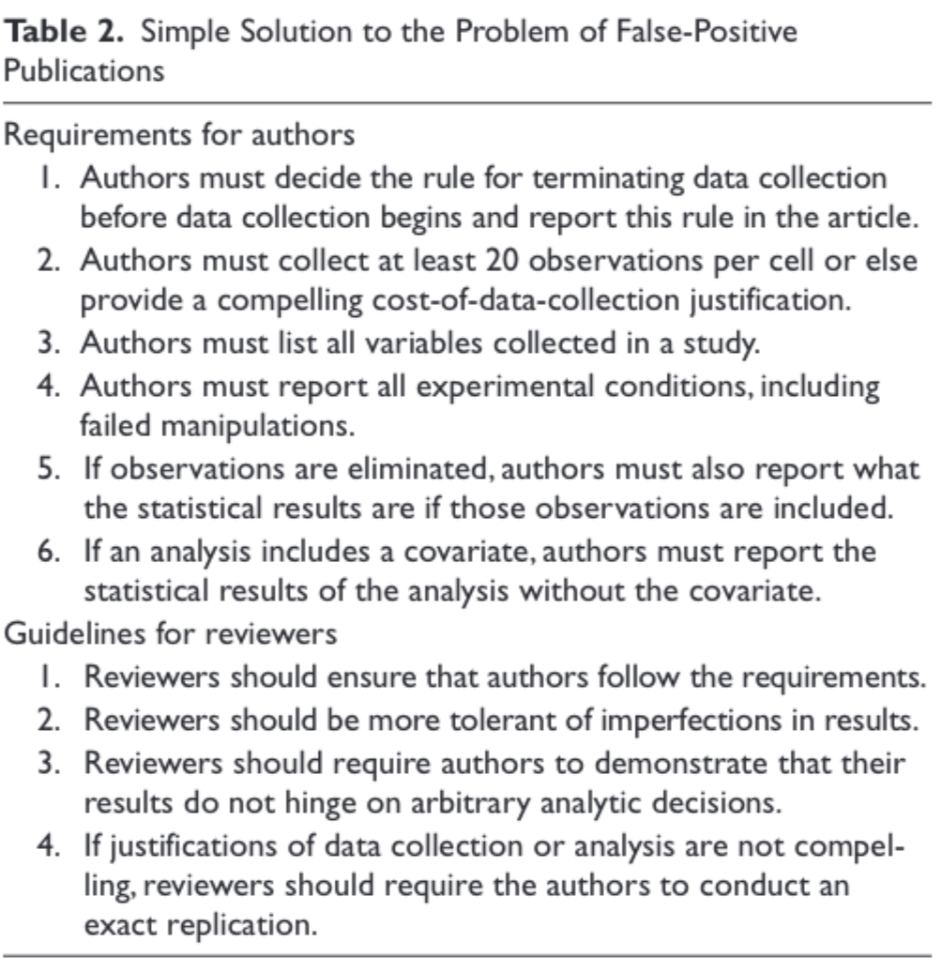 Table 2. Simple Solution to the Problem of False-Positive
Publications
Requirements for authors
1. Authors must decide the rule for terminating data collection
before data collection begins and report this rule in the article.
2. Authors must collect at least 20 observations per cell or else
provide a compelling cost-of-data-collection justification.
3. Authors must list all variables collected in a study.
4. Authors must report all experimental conditions, including
failed manipulations.
5. If observations are eliminated, authors must also report what
the statistical results are if those observations are included.
6. If an analysis includes a covariate, authors must report the
statistical results of the analysis without the covariate.
Guidelines for reviewers
1. Reviewers should ensure that authors follow the requirements.
2. Reviewers should be more tolerant of imperfections in results.
3. Reviewers should require authors to demonstrate that their
results do not hinge on arbitrary analytic decisions.
4. If justifications of data collection or analysis are not compel-
ling, reviewers should require the authors to conduct an
exact replication.